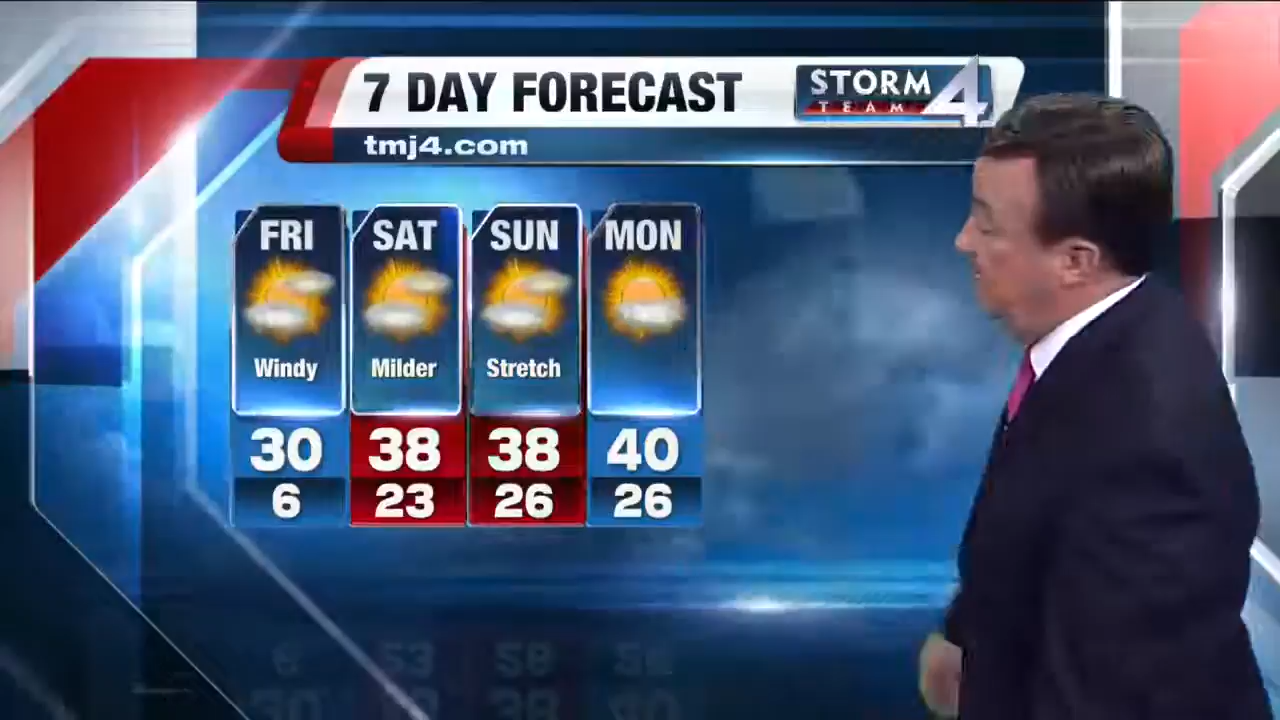 7 DAY FORECAST
STORM
TEAM 4
tmj4.com
FRI SAT SUN MON
Windy Milder Stretch
30 38 38 40
6 23 26 26